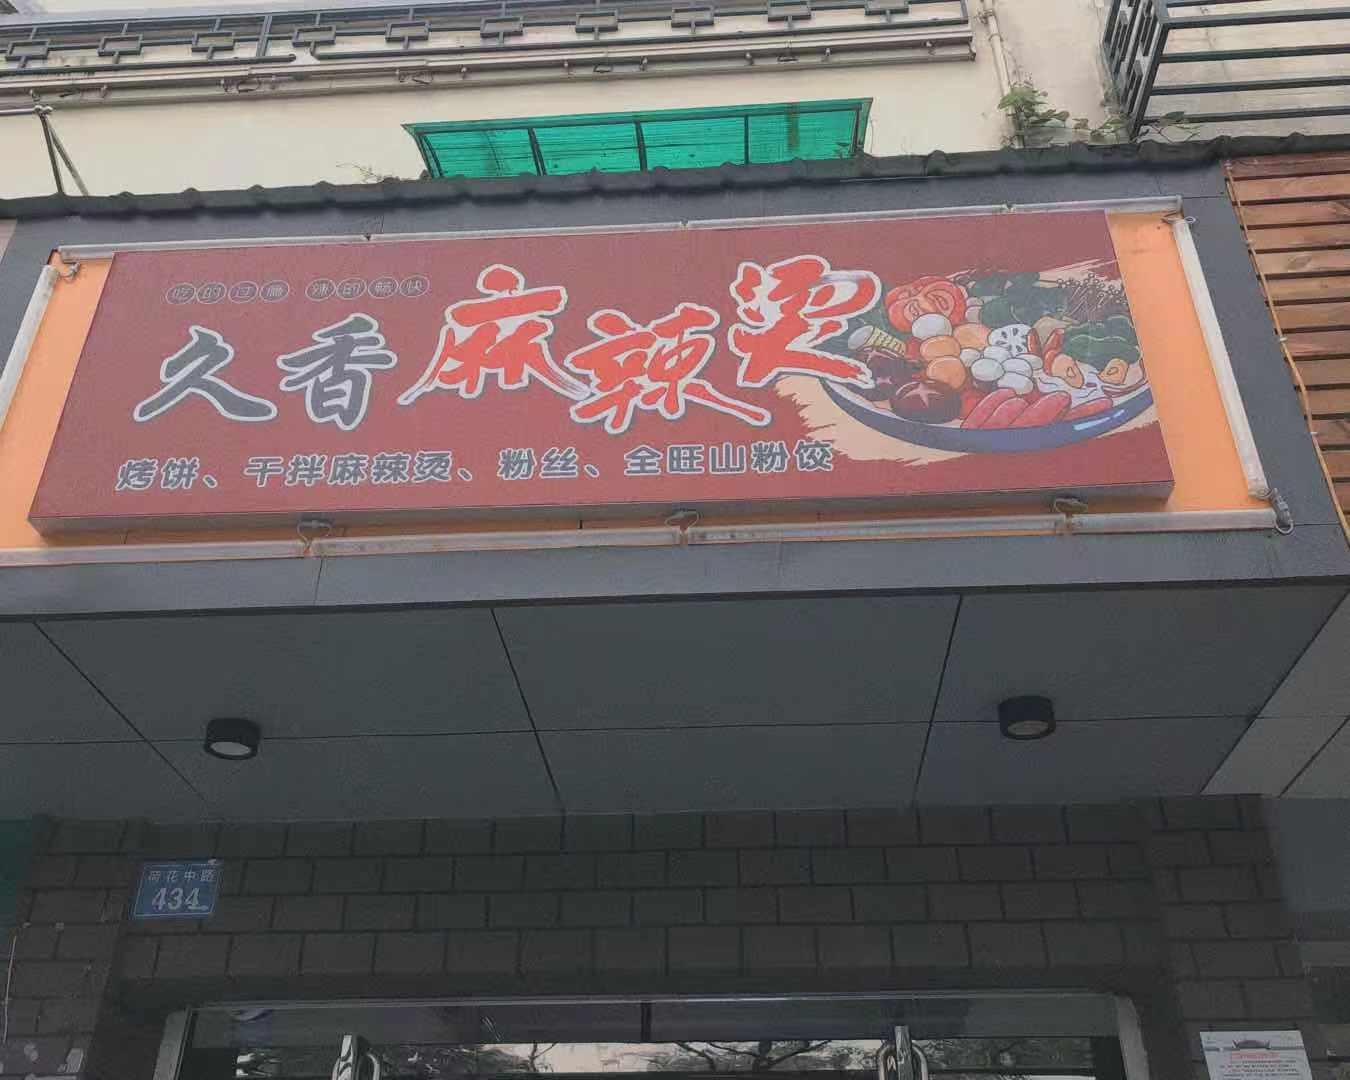 吃的过瘾 辣的畅快
久香麻辣烫
烤饼、干拌麻辣烫、粉丝、全旺山粉饺
荷花中路
434